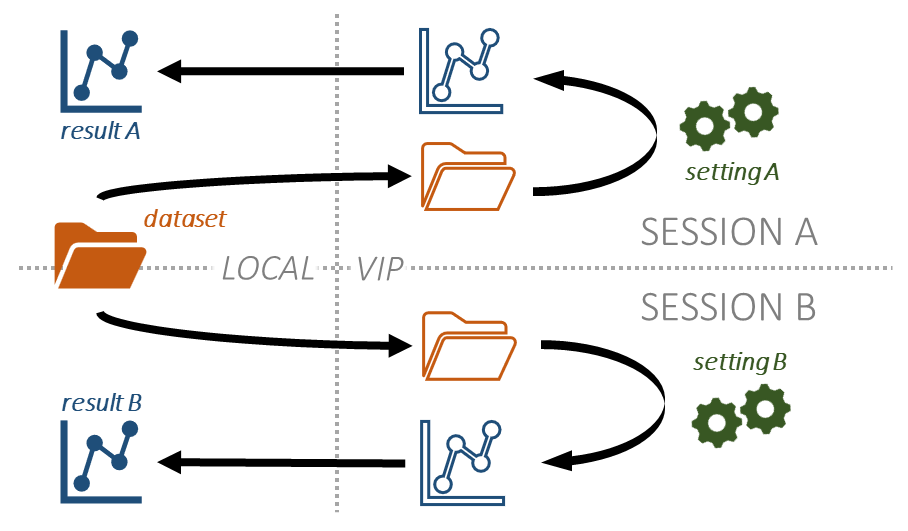 result A
setting A
dataset
SESSION A
LOCAL
VIP
SESSION B
setting B
result B